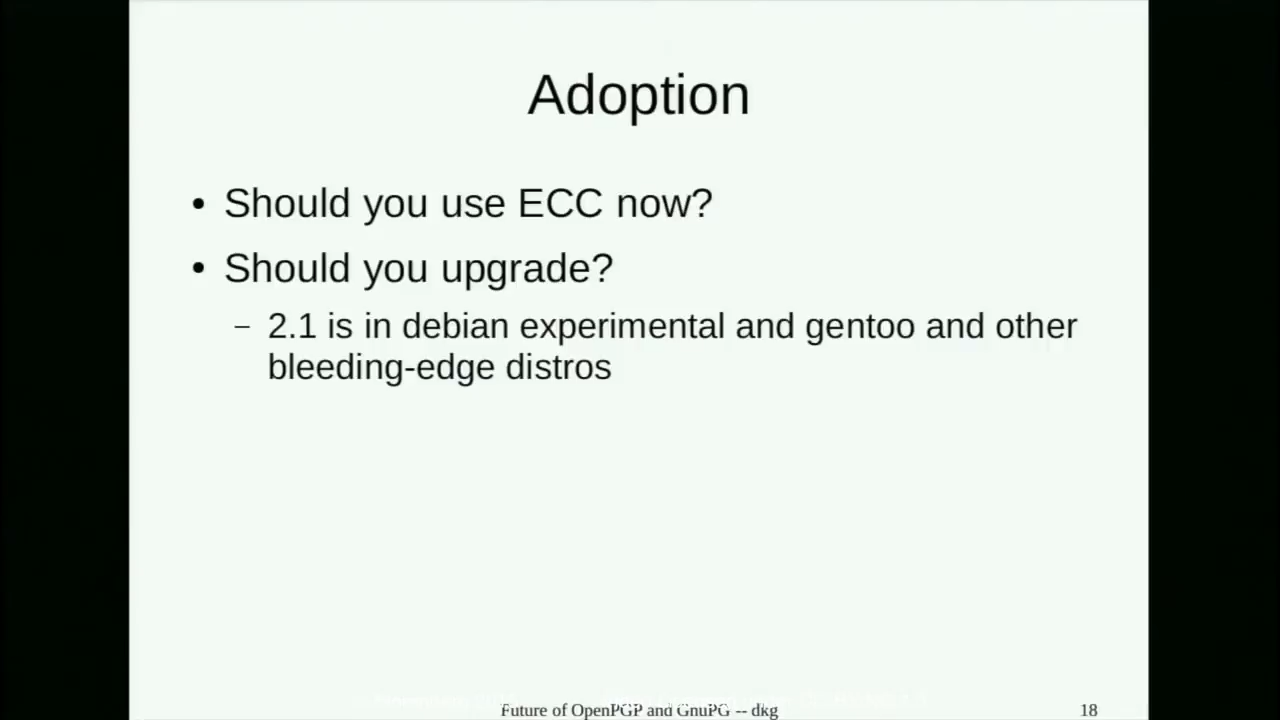 Adoption
• Should you use ECC now?
• Should you upgrade?
– 2.1 is in debian experimental and gentoo and other
bleeding-edge distros
Future of OpenPGP and GnuPG -- dkg
18